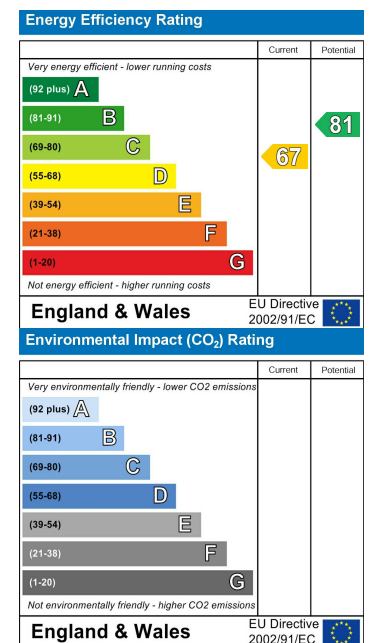 Energy Efficiency Rating
Current Potential
Very energy efficient - lower running costs
(92 plus) A
(81-91) B
81
(69-80) C
67
(55-68) D
(39-54) E
(21-38) F
(1-20) G
Not energy efficient - higher running costs
England & Wales EU Directive 2002/91/EC
Environmental Impact (CO₂) Rating
Current Potential
Very environmentally friendly - lower CO2 emissions
(92 plus) A
(81-91) B
(69-80) C
(55-68) D
(39-54) E
(21-38) F
(1-20) G
Not environmentally friendly - higher CO2 emissions
England & Wales EU Directive 2002/91/EC